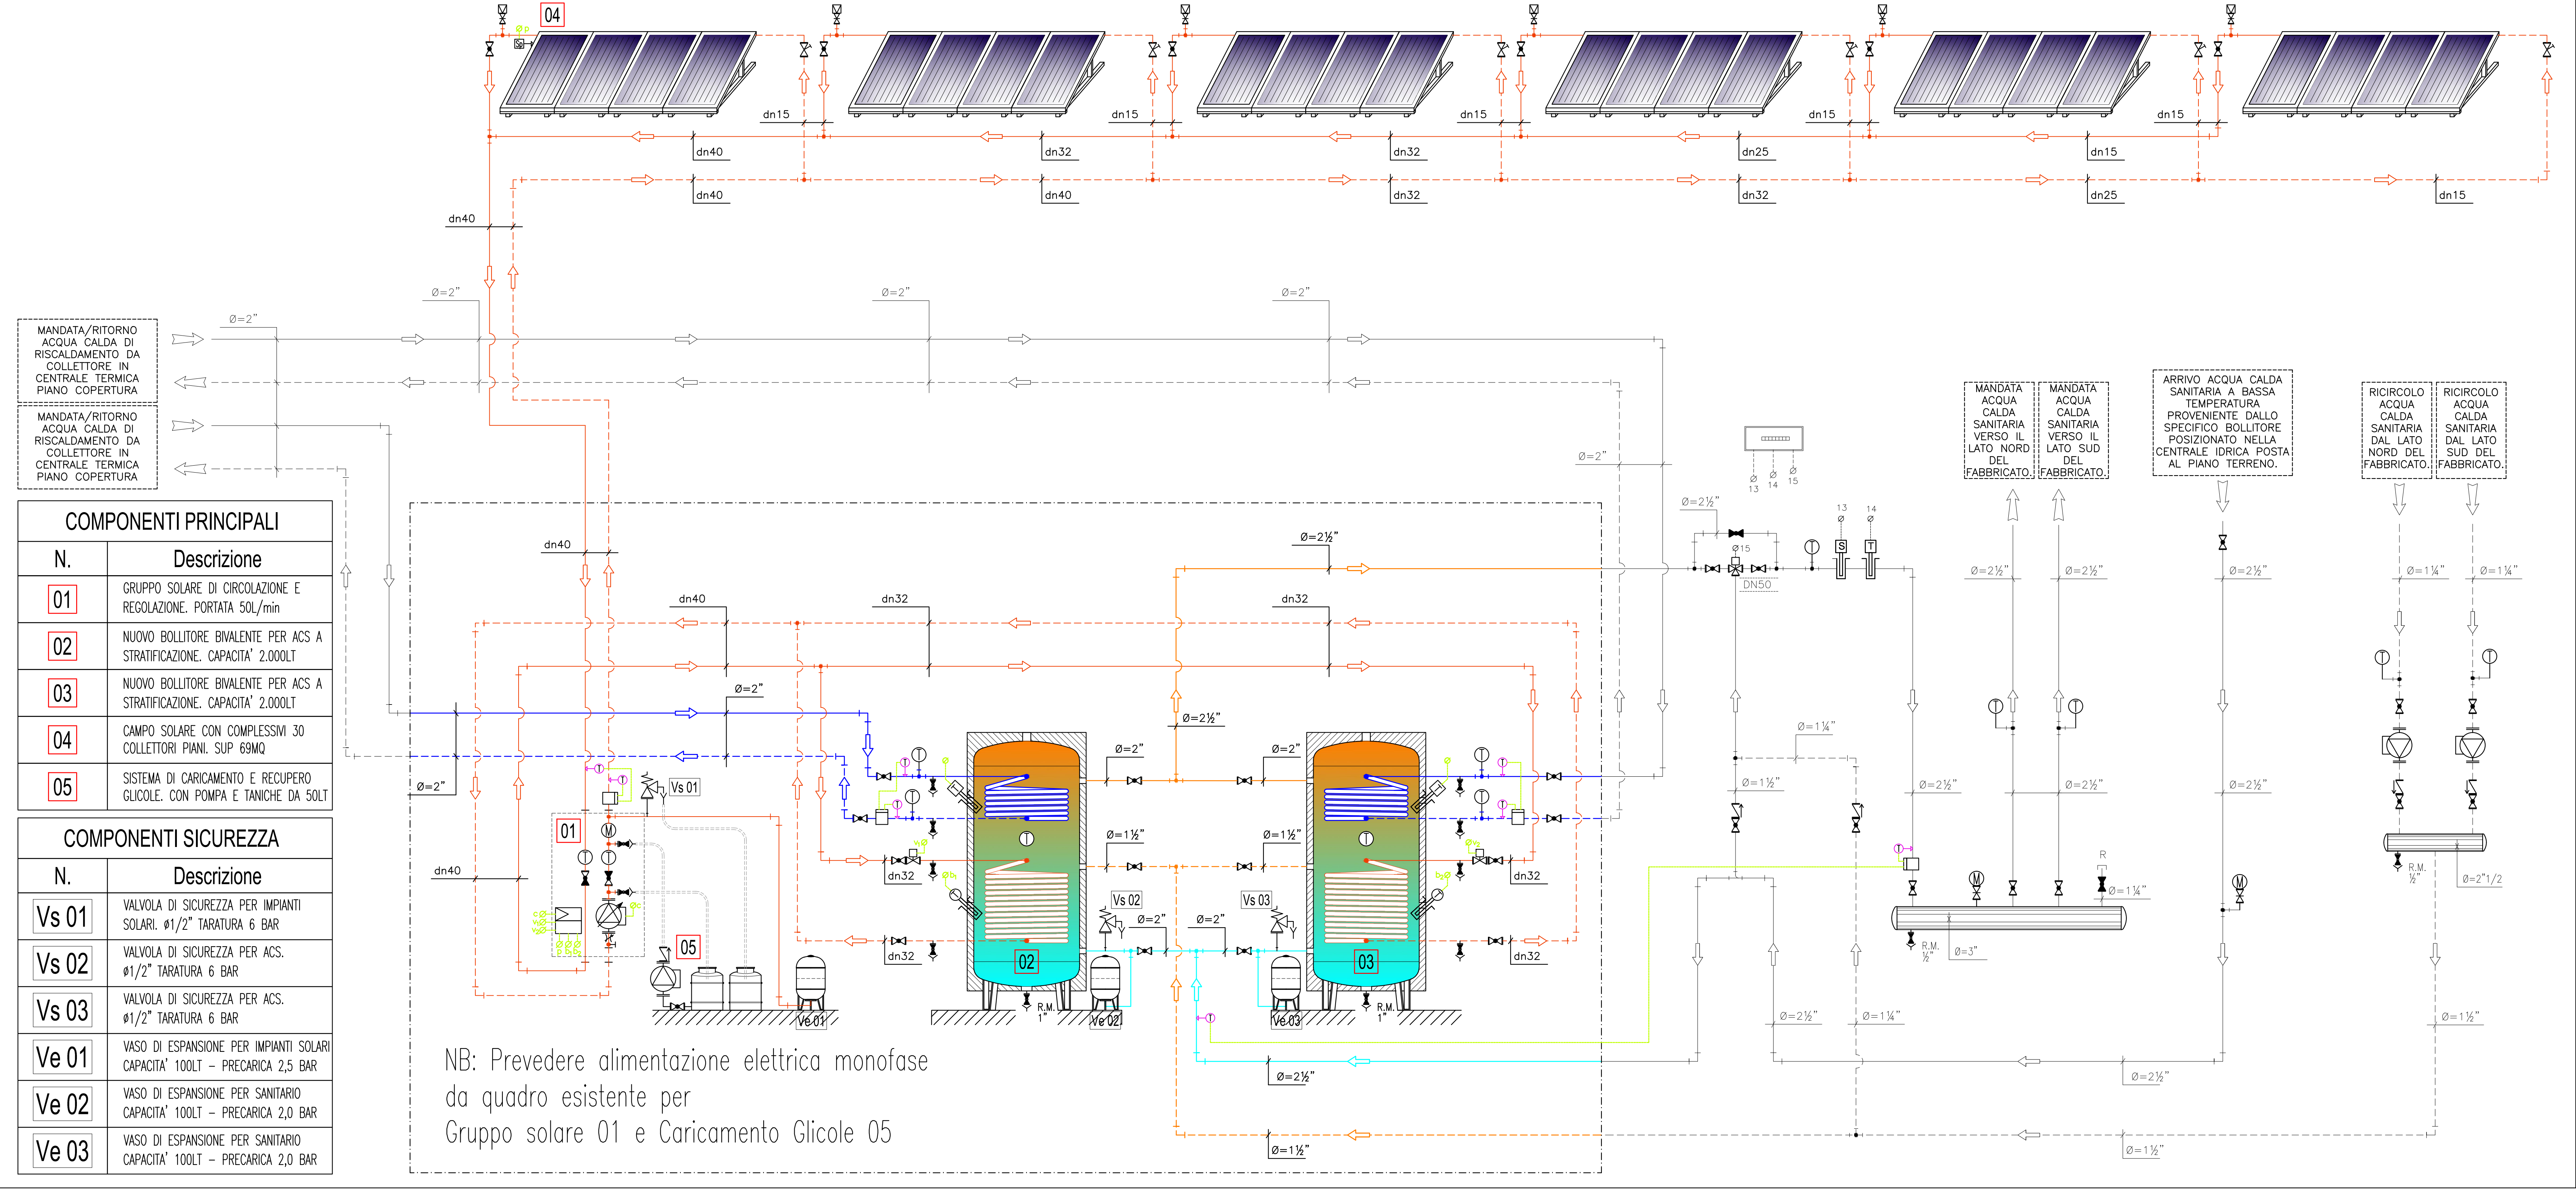 04
Ø p
dn15
dn15
dn15
dn15
dn15
dn40
dn32
dn32
dn25
dn15
dn40
dn40
dn32
dn32
dn25
dn15
dn40
Ø=2"
Ø=2"
Ø=2"
Ø=2"
MANDATA/RITORNO
ACQUA CALDA DI
RISCALDAMENTO DA
COLLETTORE IN
CENTRALE TERMICA
PIANO COPERTURA
MANDATA/RITORNO
ACQUA CALDA DI
RISCALDAMENTO DA
COLLETTORE IN
CENTRALE TERMICA
PIANO COPERTURA
MANDATA
ACQUA
CALDA
SANITARIA
VERSO IL
LATO NORD
DEL
FABBRICATO.
MANDATA
ACQUA
CALDA
SANITARIA
VERSO IL
LATO SUD
DEL
FABBRICATO.
ARRIVO ACQUA CALDA
SANITARIA A BASSA
TEMPERATURA
PROVENIENTE DALLO
SPECIFICO BOLLITORE
POSIZIONATO NELLA
CENTRALE IDRICA POSTA
AL PIANO TERRENO.
RICIRCOLO
ACQUA
CALDA
SANITARIA
DAL LATO
NORD DEL
FABBRICATO.
RICIRCOLO
ACQUA
CALDA
SANITARIA
DAL LATO
SUD DEL
FABBRICATO.
Ø=2"
Ø 13
Ø 14
Ø 15
COMPONENTI PRINCIPALI
N. Descrizione
01 GRUPPO SOLARE DI CIRCOLAZIONE E
REGOLAZIONE. PORTATA 50L/min
02 NUOVO BOLLITORE BIVALENTE PER ACS A
STRATIFICAZIONE. CAPACITA' 2.000LT
03 NUOVO BOLLITORE BIVALENTE PER ACS A
STRATIFICAZIONE. CAPACITA' 2.000LT
04 CAMPO SOLARE CON COMPLESSIVI 30
COLLETTORI PIANI. SUP 69MQ
05 SISTEMA DI CARICAMENTO E RECUPERO
GLICOLE. CON POMPA E TANICHE DA 50LT
COMPONENTI SICUREZZA
N. Descrizione
Vs 01 VALVOLA DI SICUREZZA PER IMPIANTI
SOLARI. ø1/2" TARATURA 6 BAR
Vs 02 VALVOLA DI SICUREZZA PER ACS.
ø1/2" TARATURA 6 BAR
Vs 03 VALVOLA DI SICUREZZA PER ACS.
ø1/2" TARATURA 6 BAR
Ve 01 VASO DI ESPANSIONE PER IMPIANTI SOLARI
CAPACITA' 100LT – PRECARICA 2,5 BAR
Ve 02 VASO DI ESPANSIONE PER SANITARIO
CAPACITA' 100LT – PRECARICA 2,0 BAR
Ve 03 VASO DI ESPANSIONE PER SANITARIO
CAPACITA' 100LT – PRECARICA 2,0 BAR
dn40
Ø=2½"
dn40
dn32
dn32
Ø=2"
Ø=2½"
Ø=2"
dn40
01
M
T
T
T
T
Vs 01
05
Ve 01
Ø=2"
Ø=2"
Ø=1½"
Ø=1½"
dn32
dn32
dn32
dn32
T
T
Vs 02
Vs 03
Ø=2"
Ø=2"
02
03
R.M.
1"
R.M.
1"
Ve 02
Ve 03
T
Ø=2½"
Ø=1½"
NB: Prevedere alimentazione elettrica monofase
da quadro esistente per
Gruppo solare 01 e Caricamento Glicole 05
Ø=2½"
Ø15
DN50
T
13
Ø
S
14
Ø
T
Ø=2½"
Ø=2½"
Ø=2½"
Ø=1¼"
Ø=1¼"
T
T
T
T
Ø=1¼"
Ø=1½"
Ø=2½"
Ø=2½"
Ø=2½"
T
M
R
Ø=1¼"
M
R.M.
½"
Ø=3"
R.M.
½"
Ø=2"1/2
Ø=2½"
Ø=1¼"
Ø=1½"
Ø=2½"
Ø=1½"